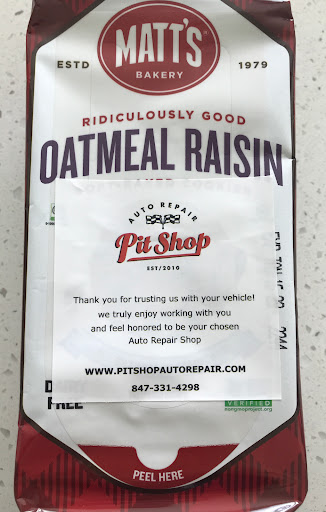 MATT'S
BAKERY
ESTD 1979
RIDICULOUSLY GOOD
OATMEAL RAISIN
AUTO REPAIR
Pit Shop
EST/2010
Thank you for trusting us with your vehicle!
we truly enjoy working with you
and feel honored to be your chosen
Auto Repair Shop
WWW.PITSHOPAUTOREPAIR.COM
847-331-4298
FREE
VERIFIED
nongmoproject.org
PEEL HERE